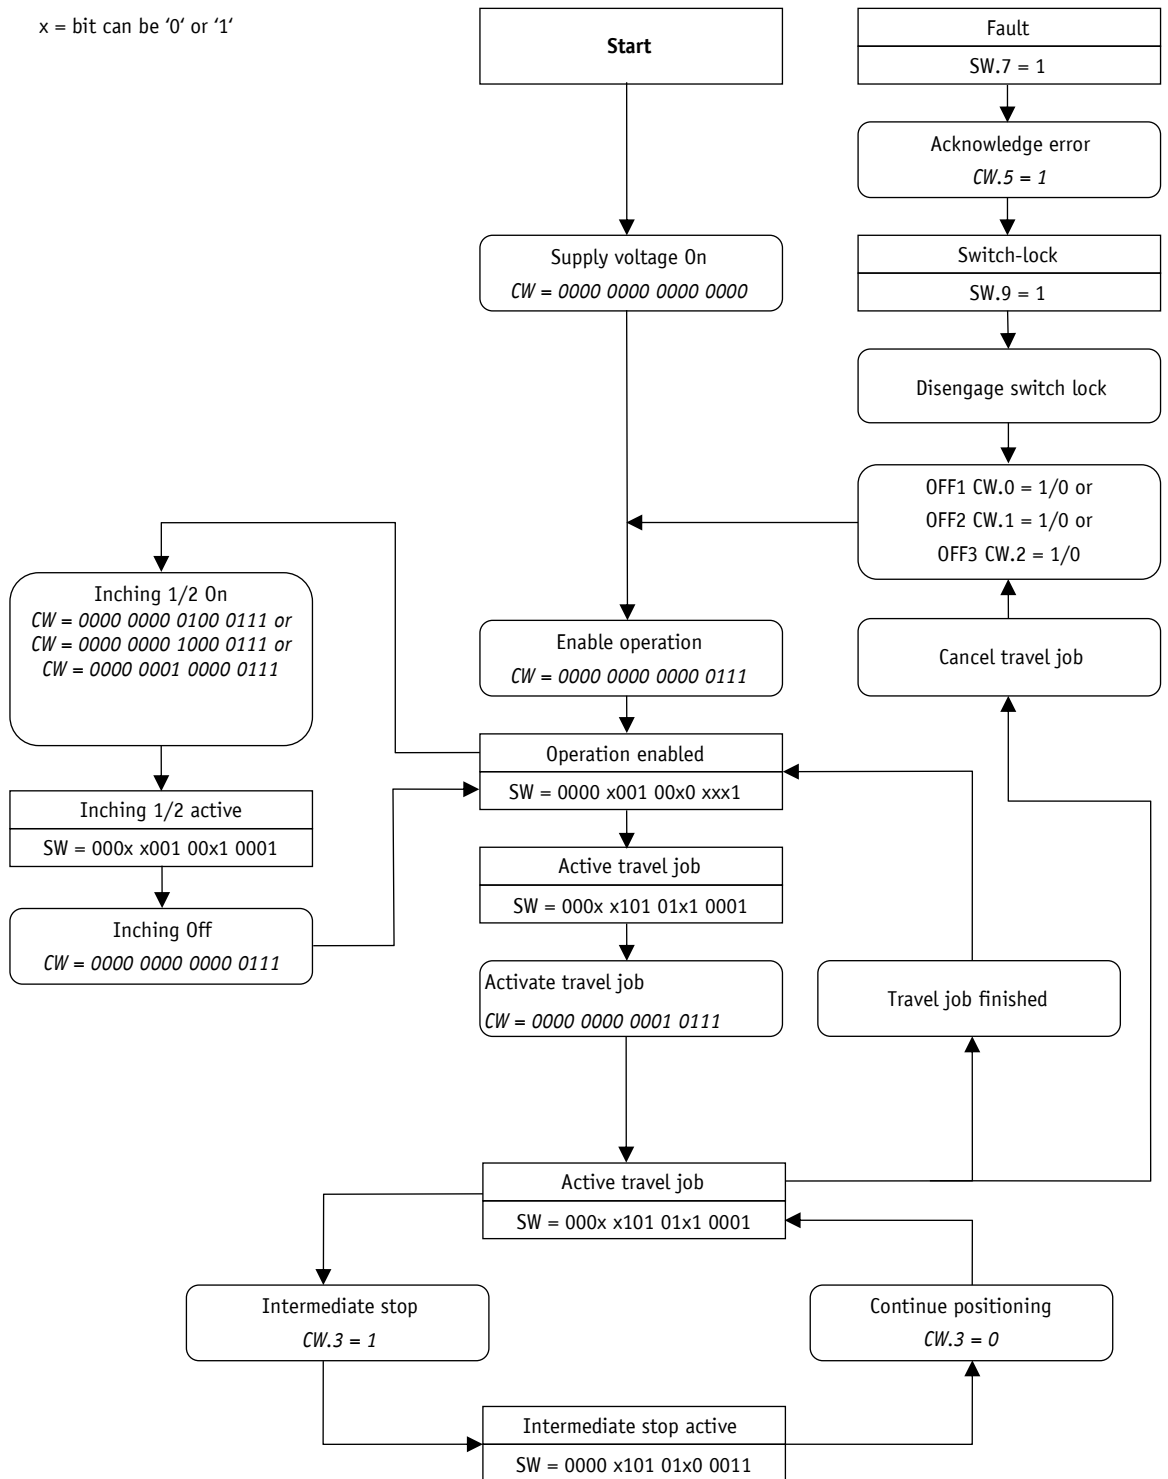 x = bit can be ‘0‘ or ‘1‘
Start
Fault
SW.7 = 1
Acknowledge error
CW.5 = 1
Supply voltage On
CW = 0000 0000 0000 0000
Switch-lock
SW.9 = 1
Disengage switch lock
OFF1 CW.0 = 1/0 or
OFF2 CW.1 = 1/0 or
OFF3 CW.2 = 1/0
Inching 1/2 On
CW = 0000 0000 0100 0111 or
CW = 0000 0000 1000 0111 or
CW = 0000 0001 0000 0111
Enable operation
CW = 0000 0000 0000 0111
Cancel travel job
Operation enabled
SW = 0000 x001 00x0 xxx1
Inching 1/2 active
SW = 000x x001 00x1 0001
Active travel job
SW = 000x x101 01x1 0001
Inching Off
CW = 0000 0000 0000 0111
Activate travel job
CW = 0000 0000 0001 0111
Travel job finished
Active travel job
SW = 000x x101 01x1 0001
Intermediate stop
CW.3 = 1
Continue positioning
CW.3 = 0
Intermediate stop active
SW = 0000 x101 01x0 0011